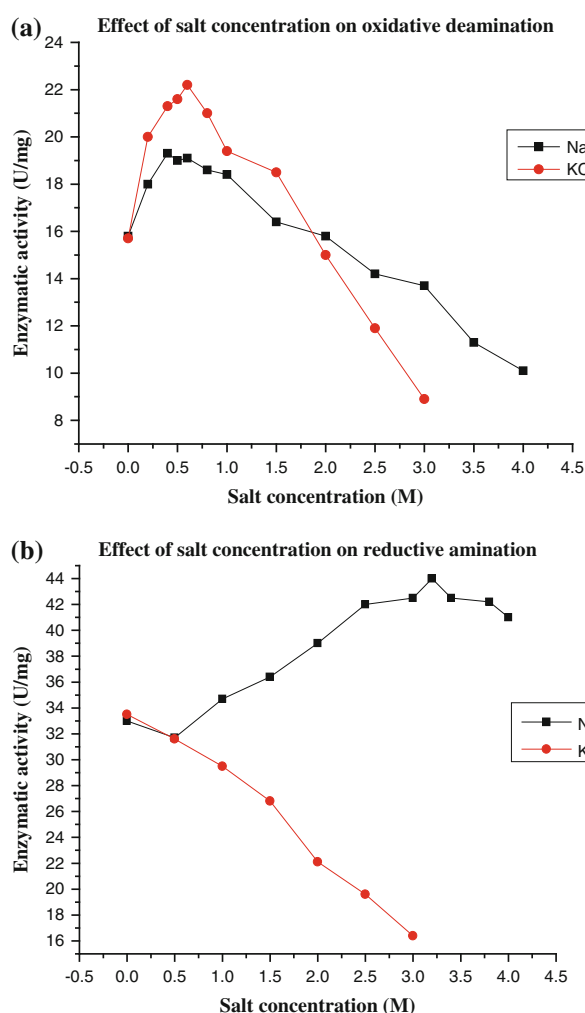 (a) Effect of salt concentration on oxidative deamination
24
22
20
18
16
14
12
10
8
Enzymatic activity (U/mg)
Na
KC
-0.5 0.0 0.5 1.0 1.5 2.0 2.5 3.0 3.5 4.0 4.5
Salt concentration (M)
(b) Effect of salt concentration on reductive amination
44
42
40
38
36
34
32
30
28
26
24
22
20
18
16
Enzymatic activity (U/mg)
N
K
-0.5 0.0 0.5 1.0 1.5 2.0 2.5 3.0 3.5 4.0 4.5
Salt concentration (M)